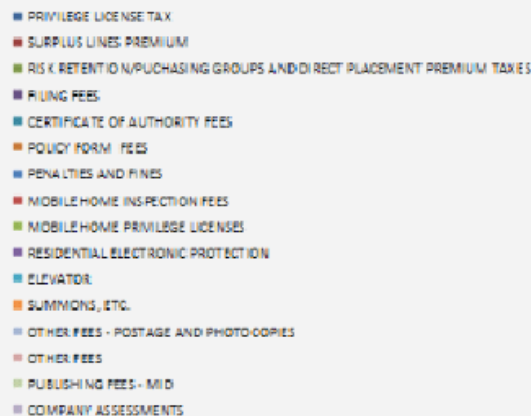 PRIVILEGE LICENSE TAX
SURPLUS LINES PREMIUM
RISK RETENTION/PUCHASING GROUPS AND DIRECT PLACEMENT PREMIUM TAXES
FILING FEES
CERTIFICATE OF AUTHORITY FEES
POLICY FORM FEES
PENALTIES AND FINES
MOBILE HOME INSPECTION FEES
MOBILE HOME PRIVILEGE LICENSES
RESIDENTIAL ELECTRONIC PROTECTION
ELEVATOR
SUMMONS, ETC.
OTHER FEES - POSTAGE AND PHOTOCOPIES
OTHER FEES
PUBLISHING FEES - MID
COMPANY ASSESSMENTS